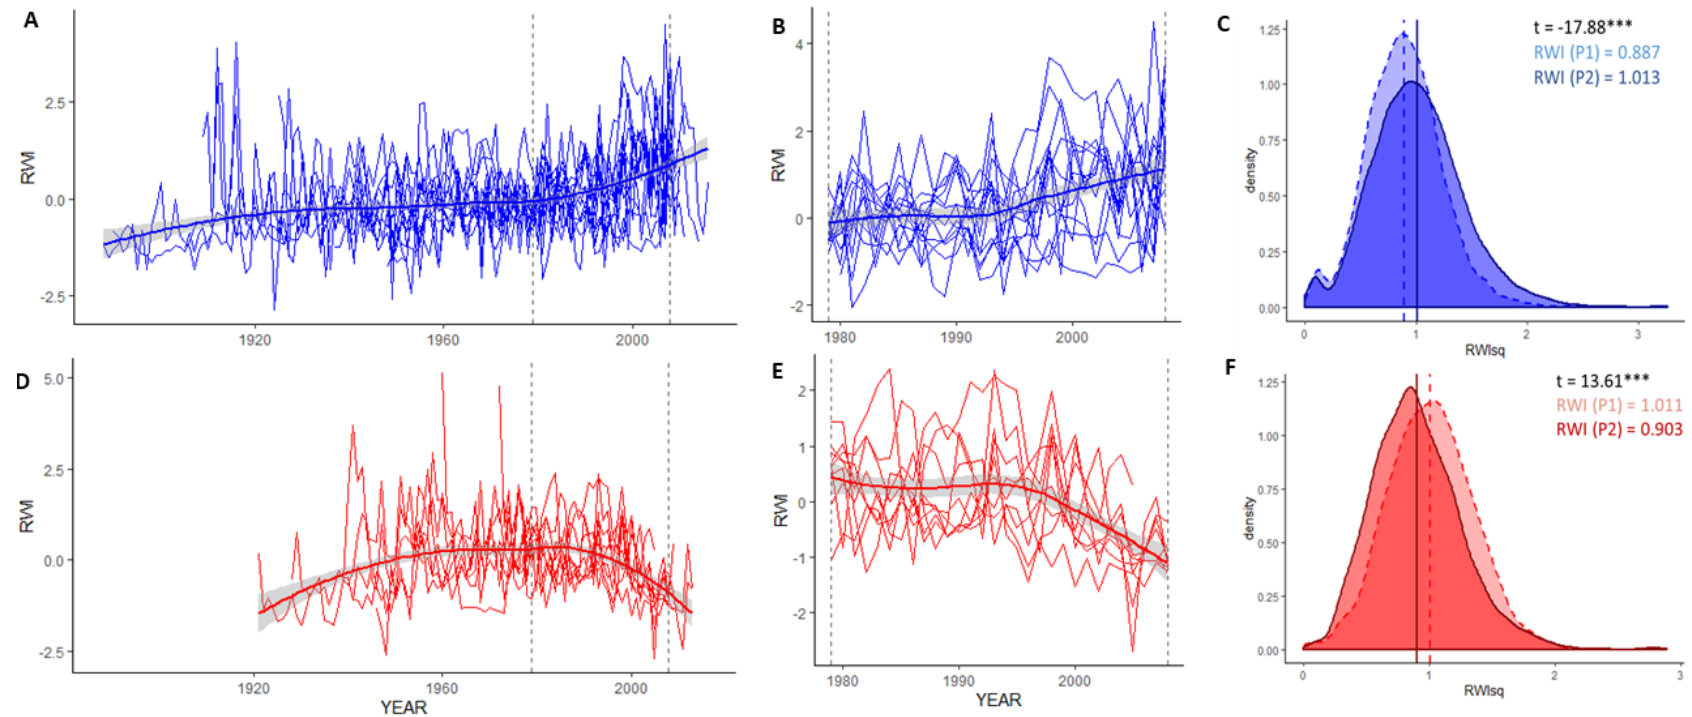 A
RWI
2.5
0.0
-2.5
1920
1960
2000
B
RWI
4
2
0
-2
1980
1990
2000
C
t = -17.88***
RWI (P1) = 0.887
RWI (P2) = 1.013
density
1.25
1.00
0.75
0.50
0.25
0.00
0
1
2
3
RWIsq
D
RWI
5.0
2.5
0.0
-2.5
1920
1960
2000
YEAR
E
RWI
2
1
0
-1
-2
1980
1990
2000
YEAR
F
t = 13.61***
RWI (P1) = 1.011
RWI (P2) = 0.903
density
1.25
1.00
0.75
0.50
0.25
0.00
0
1
2
3
RWIsq